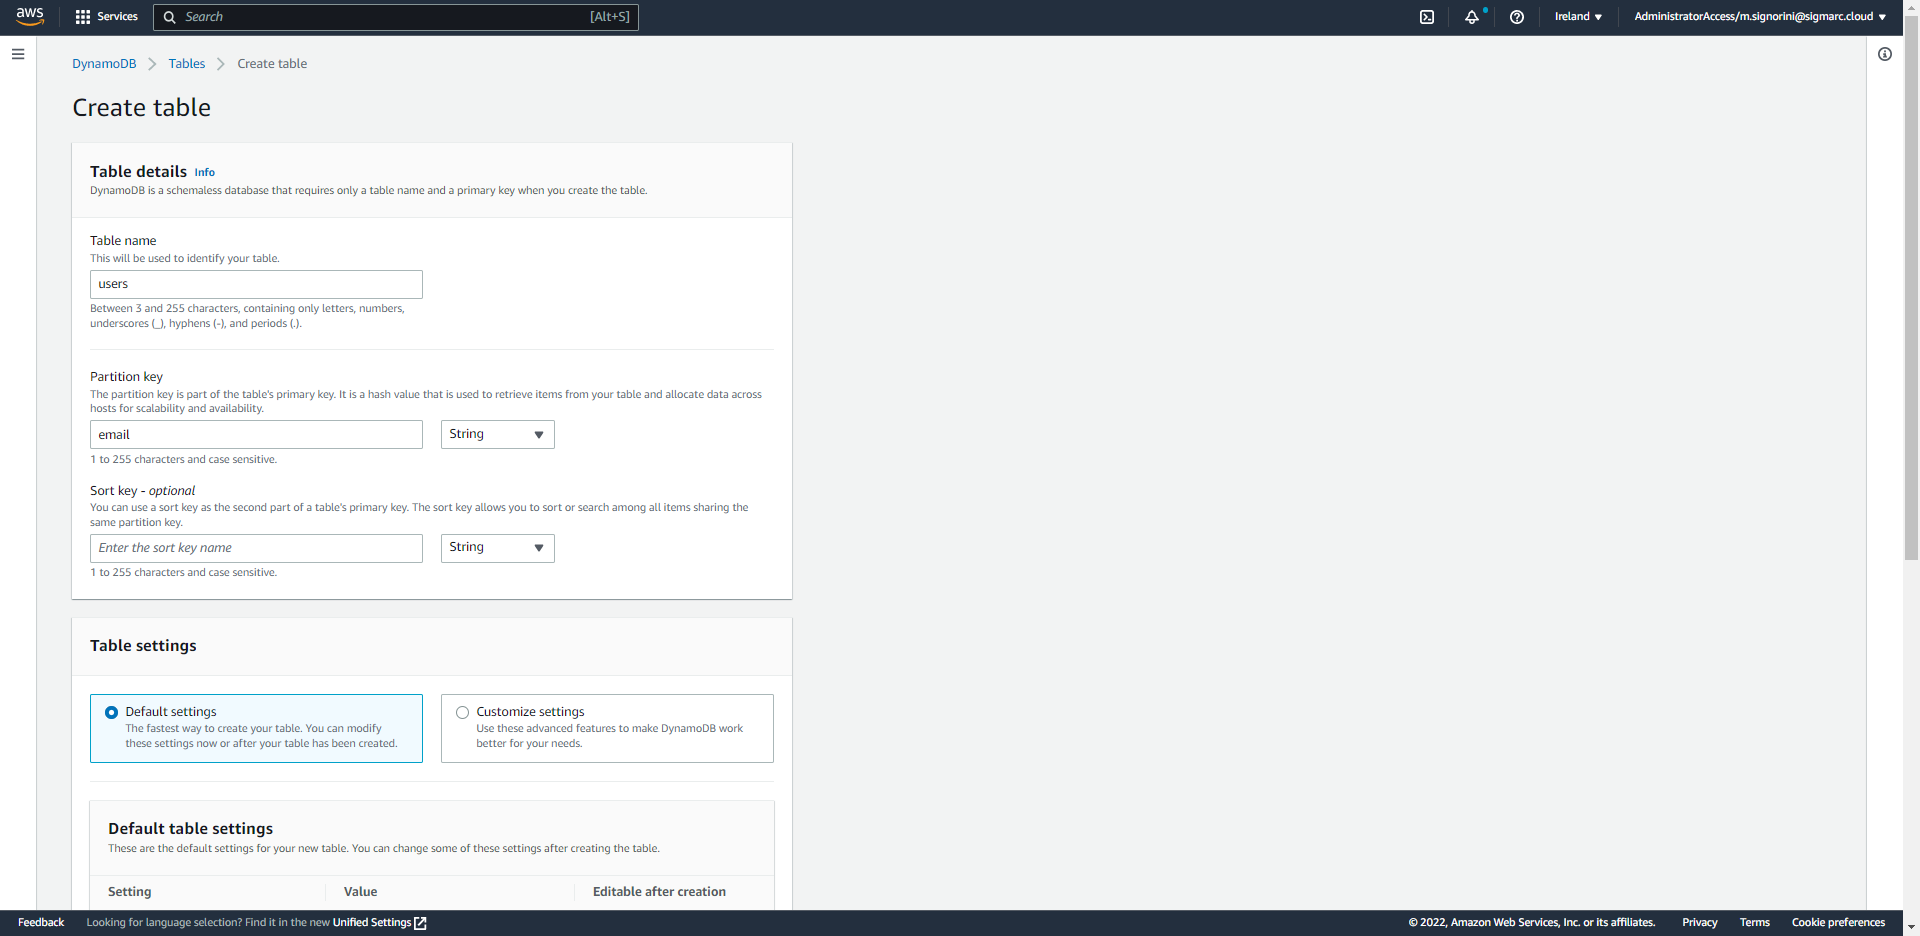 aws
Services
Search
[Alt+S]
Ireland
AdministratorAccess/m.signorini@sigmarc.cloud
DynamoDB
Tables
Create table
Create table
Table details Info
DynamoDB is a schemaless database that requires only a table name and a primary key when you create the table.
Table name
This will be used to identify your table.
users
Between 3 and 255 characters, containing only letters, numbers,
underscores (_), hyphens (-), and periods (.).
Partition key
The partition key is part of the table's primary key. It is a hash value that is used to retrieve items from your table and allocate data across
hosts for scalability and availability.
email
String
1 to 255 characters and case sensitive.
Sort key - optional
You can use a sort key as the second part of a table's primary key. The sort key allows you to sort or search among all items sharing the
same partition key.
Enter the sort key name
String
1 to 255 characters and case sensitive.
Table settings
Default settings
The fastest way to create your table. You can modify
these settings now or after your table has been created.
Customize settings
Use these advanced features to make DynamoDB work
better for your needs.
Default table settings
These are the default settings for your new table. You can change some of these settings after creating the table.
Setting
Value
Editable after creation
Feedback
Looking for language selection? Find it in the new Unified Settings
© 2022, Amazon Web Services, Inc. or its affiliates.
Privacy
Terms
Cookie preferences